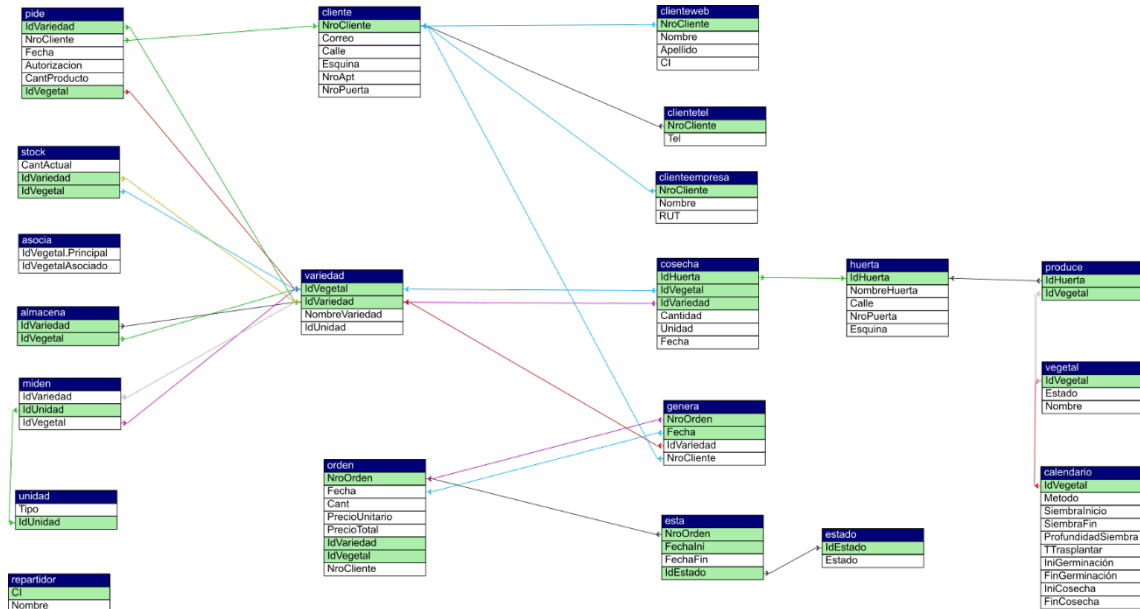 pide
IdVariedad
NroCliente
Fecha
Autorizacion
CantProducto
IdVegetal
cliente
NroCliente
Correo
Calle
Esquina
NroApt
NroPuerta
clienteweb
NroCliente
Nombre
Apellido
CI
clientetel
NroCliente
Tel
stock
CantActual
IdVariedad
IdVegetal
clienteempresa
NroCliente
Nombre
RUT
asocia
IdVegetal.Principal
IdVegetalAsociado
variedad
IdVegetal
IdVariedad
NombreVariedad
IdUnidad
cosecha
IdHuerta
IdVegetal
IdVariedad
Cantidad
Unidad
Fecha
huerta
IdHuerta
NombreHuerta
Calle
NroPuerta
Esquina
produce
IdHuerta
IdVegetal
almacena
IdVariedad
IdVegetal
miden
IdVariedad
IdUnidad
IdVegetal
vegetal
IdVegetal
Estado
Nombre
genera
NroOrden
Fecha
IdVariedad
NroCliente
orden
NroOrden
Fecha
Cant
PrecioUnitario
PrecioTotal
IdVariedad
IdVegetal
NroCliente
calendario
IdVegetal
Metodo
SiembraInicio
SiembraFin
ProfundidadSiembra
TTrasplantar
IniGerminación
FinGerminación
IniCosecha
FinCosecha
unidad
Tipo
IdUnidad
esta
NroOrden
FechaIni
FechaFin
IdEstado
estado
IdEstado
Estado
repartidor
CI
Nombre